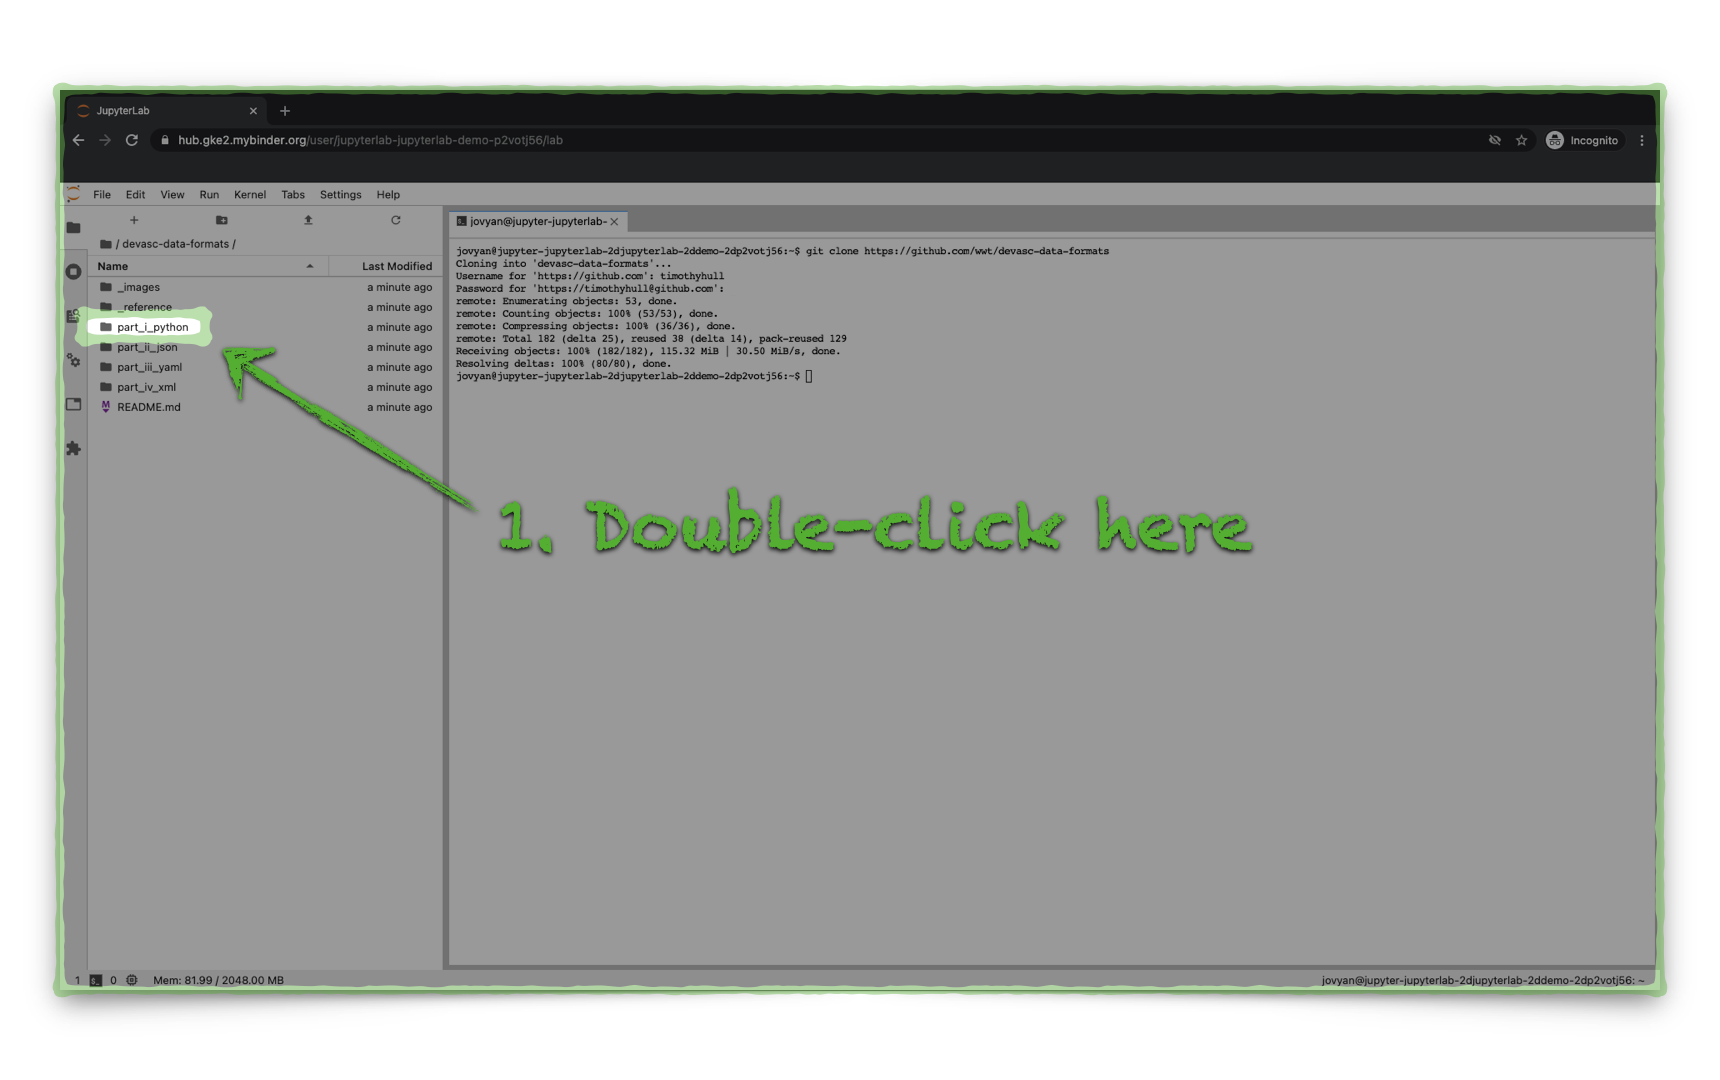 JupyterLab
hub.gke2.mybinder.org/user/jupyterlab-jupyterlab-demo-p2votj56/lab
Incognito
File Edit View Run Kernel Tabs Settings Help
/ devasc-data-formats /
Name Last Modified
_images a minute ago
_reference a minute ago
part_i_python a minute ago
part_ii_json a minute ago
part_iii_yaml a minute ago
part_iv_xml a minute ago
README.md a minute ago
jovyan@jupyter-jupyterlab-
jovyan@jupyter-jupyterlab-2djupyterlab-2ddemo-2dp2votj56:~$ git clone https://github.com/wwt/devasc-data-formats
Cloning into 'devasc-data-formats'...
Username for 'https://github.com': timothyhull
Password for 'https://timothyhull@github.com':
remote: Enumerating objects: 53, done.
remote: Counting objects: 100% (53/53), done.
remote: Compressing objects: 100% (36/36), done.
remote: Total 182 (delta 25), reused 38 (delta 14), pack-reused 129
Receiving objects: 100% (182/182), 115.32 MiB | 30.50 MiB/s, done.
Resolving deltas: 100% (80/80), done.
jovyan@jupyter-jupyterlab-2djupyterlab-2ddemo-2dp2votj56:~$
1. Double-click here
1 0 Mem: 81.99 / 2048.00 MB
jovyan@jupyter-jupyterlab-2djupyterlab-2ddemo-2dp2votj56: ~